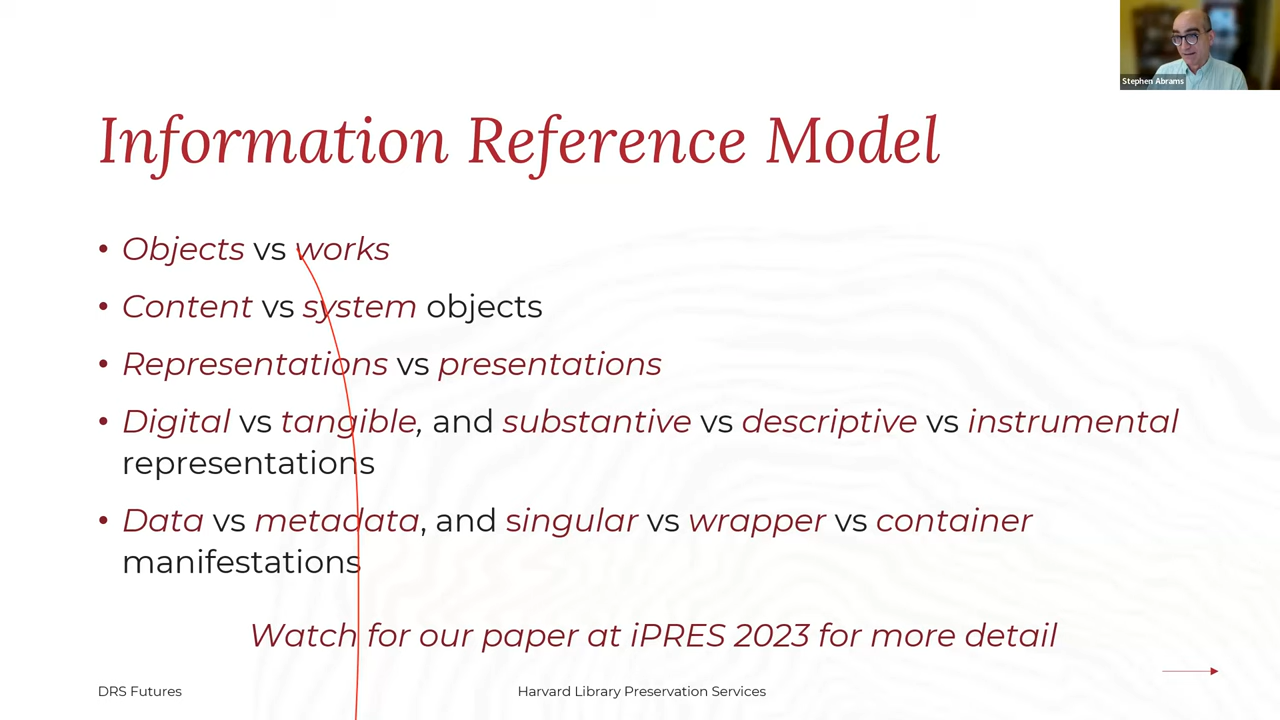 Stephen Abrams
Information Reference Model
• Objects vs works
• Content vs system objects
• Representations vs presentations
• Digital vs tangible, and substantive vs descriptive vs instrumental
representations
• Data vs metadata, and singular vs wrapper vs container
manifestations
Watch for our paper at iPRES 2023 for more detail
DRS Futures
Harvard Library Preservation Services